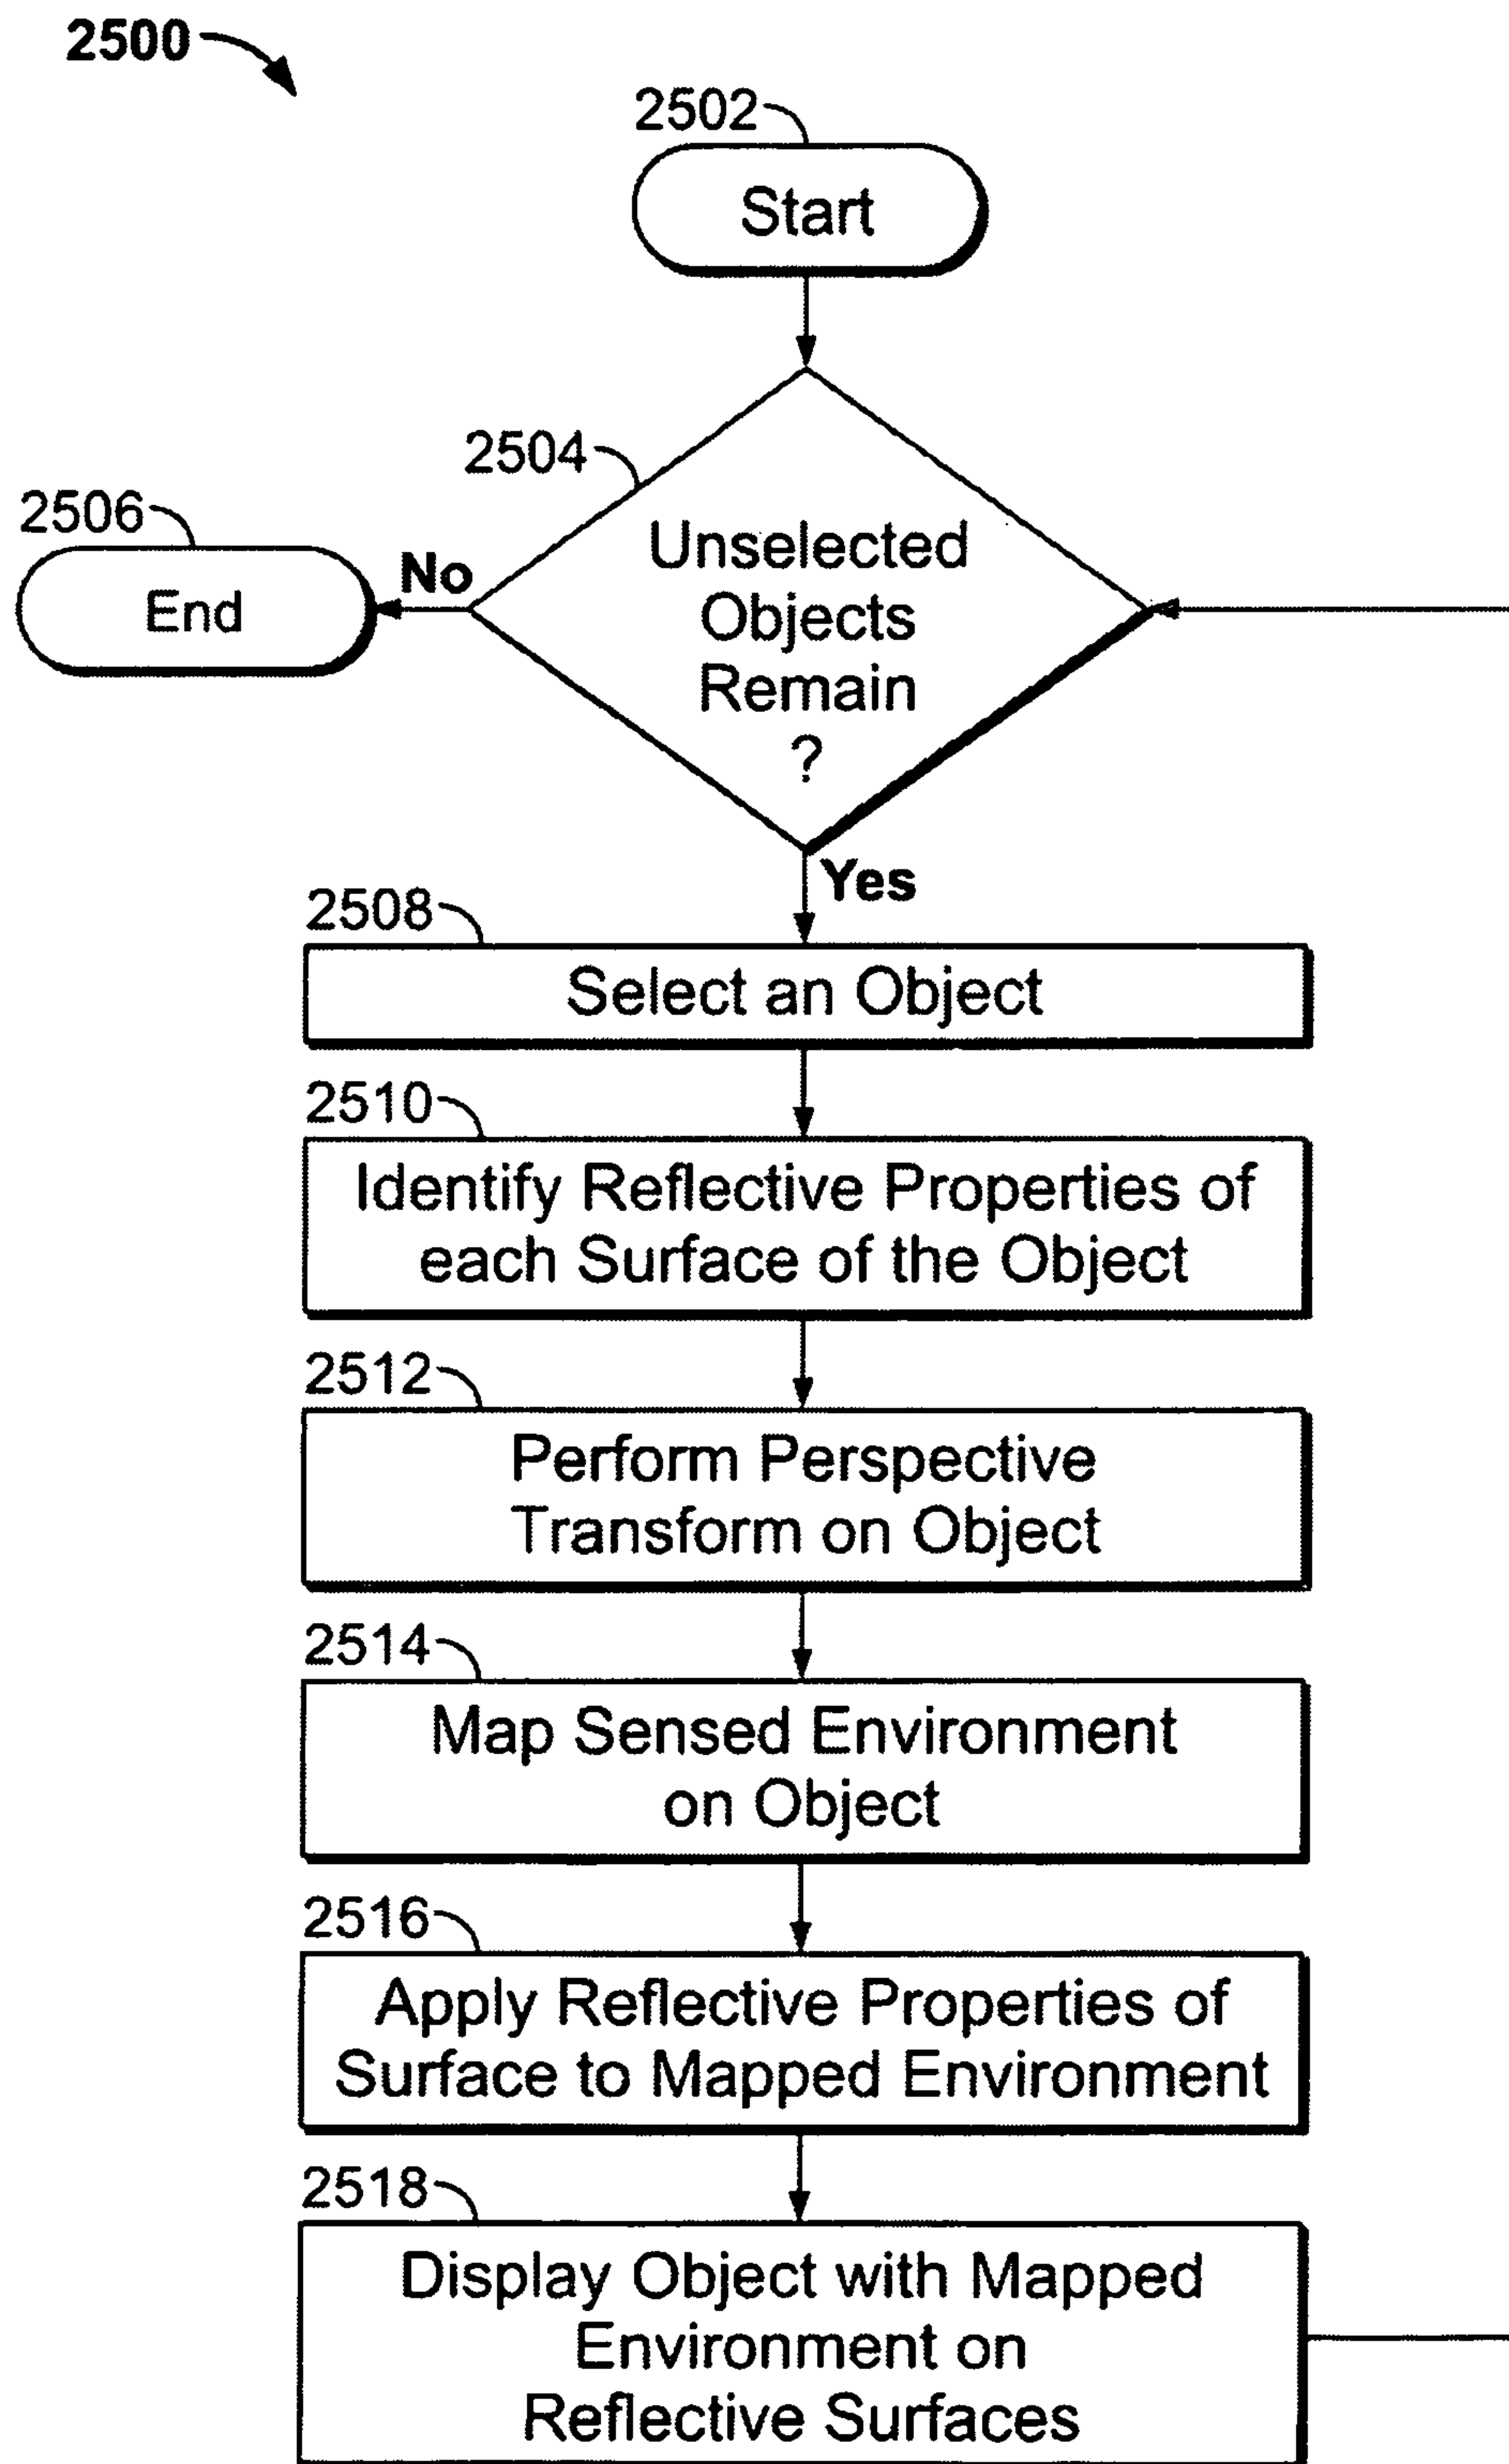 2500
2502
Start
2504
2506
No
End
Unselected
Objects
Remain
?
Yes
2508
Select an Object
2510
Identify Reflective Properties of
each Surface of the Object
2512
Perform Perspective
Transform on Object
2514
Map Sensed Environment
on Object
2516
Apply Reflective Properties of
Surface to Mapped Environment
2518
Display Object with Mapped
Environment on
Reflective Surfaces